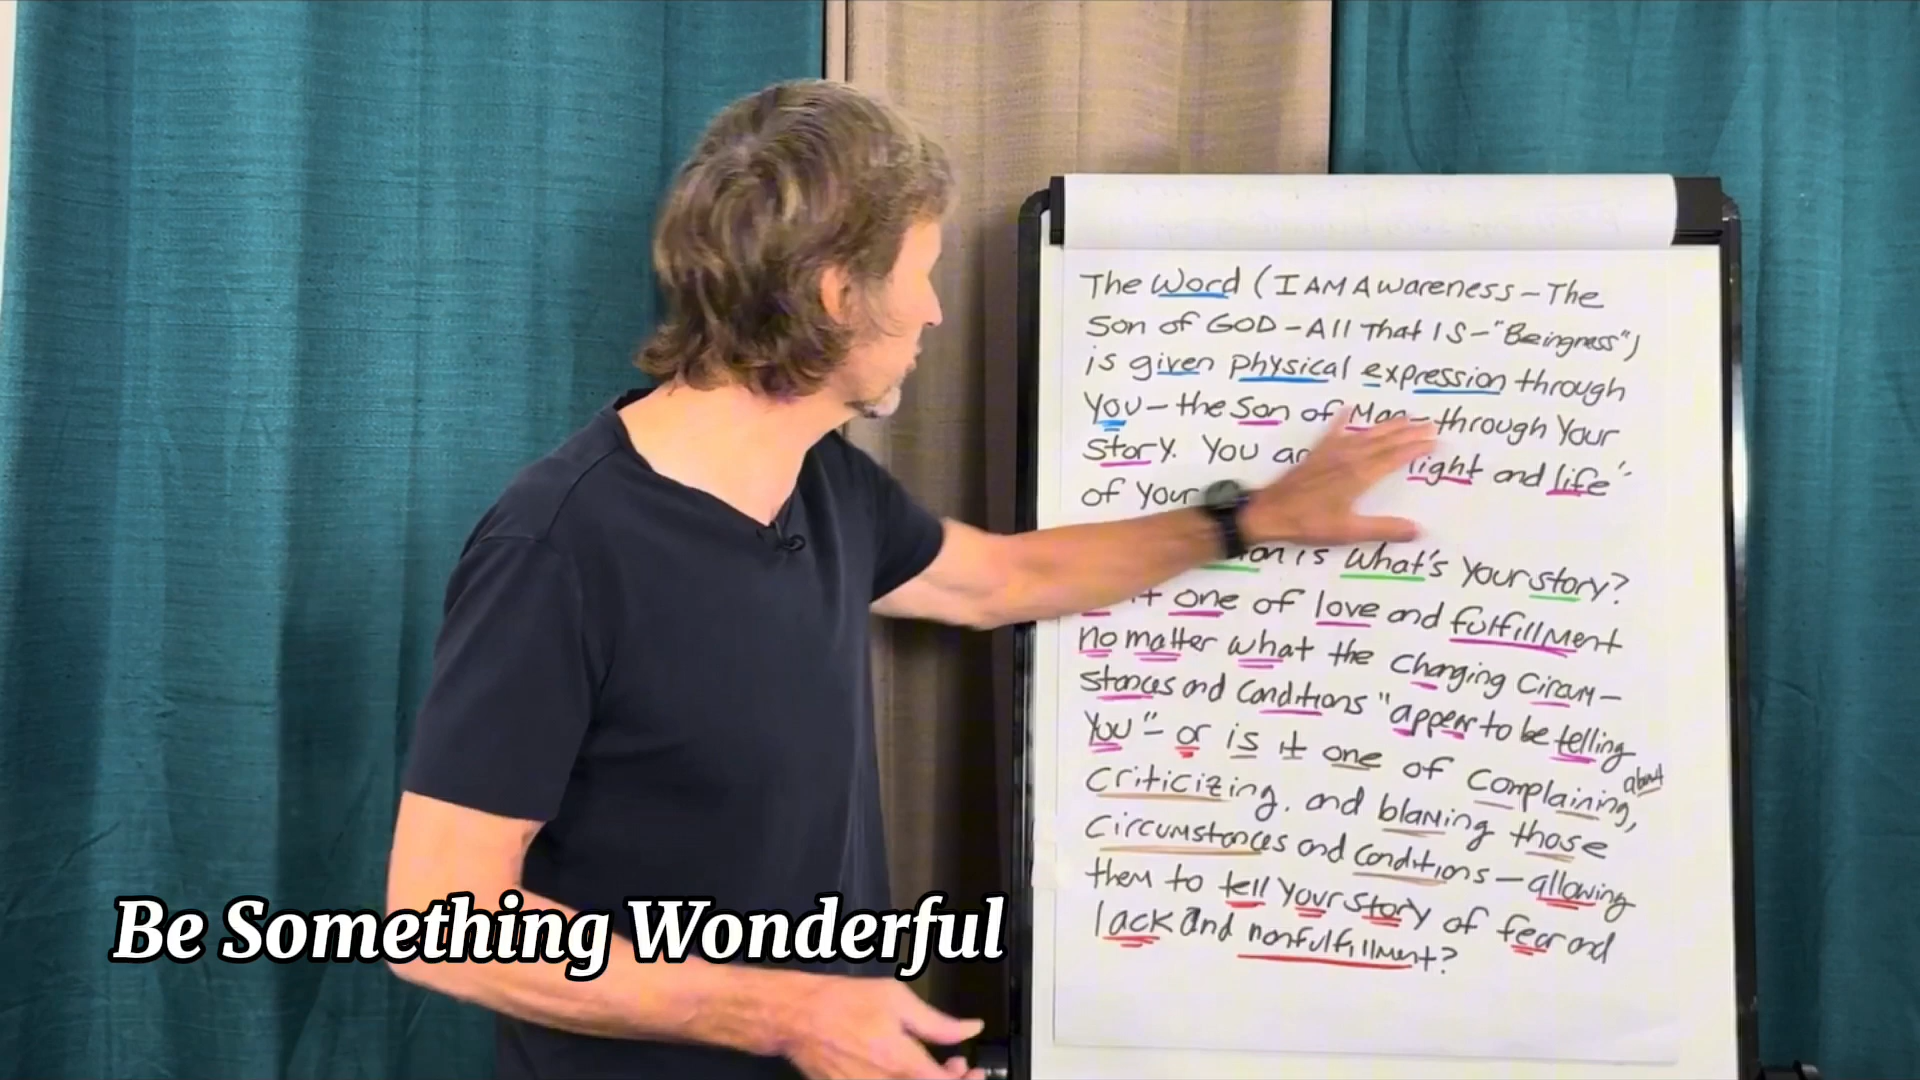 The Word (I AM Awareness - The
Son of GOD - All That IS - "Beingness")
is given physical expression through
You - the Son of Man - through Your
Story. You light and life"
of Your
is What's Your story?
one of love and fulfillment
no matter what the changing Circum-
stances and conditions "appear to be telling
You" - or is it one of complaining, about
Criticizing, and blaming those
Circumstances and conditions - allowing
them to tell Your story of fear and
lack and nonfulfillment?
Be Something Wonderful